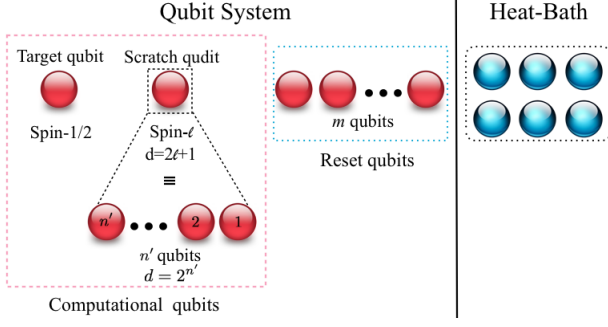 Qubit System
Heat-Bath
Target qubit
Scratch qudit
Spin-1/2
Spin-ℓ
d=2ℓ+1
≡
n′ 2 1
n′ qubits
d = 2^{n′}
Computational qubits
m qubits
Reset qubits